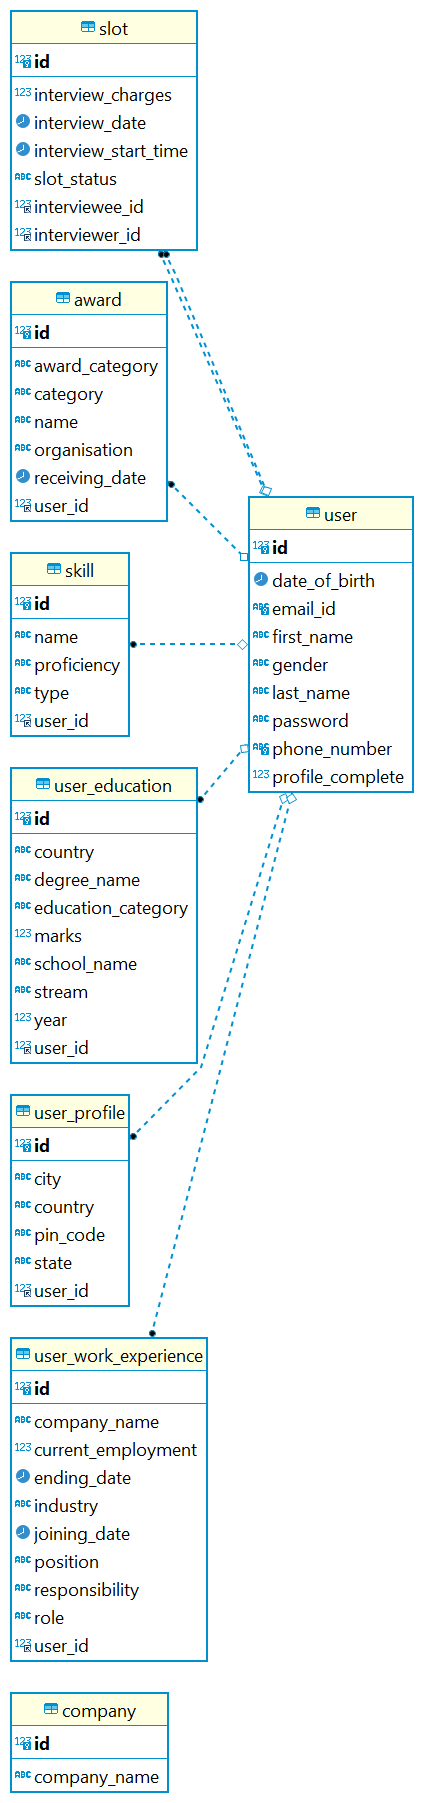 slot
id
interview_charges
interview_date
interview_start_time
slot_status
interviewee_id
interviewer_id
award
id
award_category
category
name
organisation
receiving_date
user_id
skill
id
name
proficiency
type
user_id
user
id
date_of_birth
email_id
first_name
gender
last_name
password
phone_number
profile_complete
user_education
id
country
degree_name
education_category
marks
school_name
stream
year
user_id
user_profile
id
city
country
pin_code
state
user_id
user_work_experience
id
company_name
current_employment
ending_date
industry
joining_date
position
responsibility
role
user_id
company
id
company_name